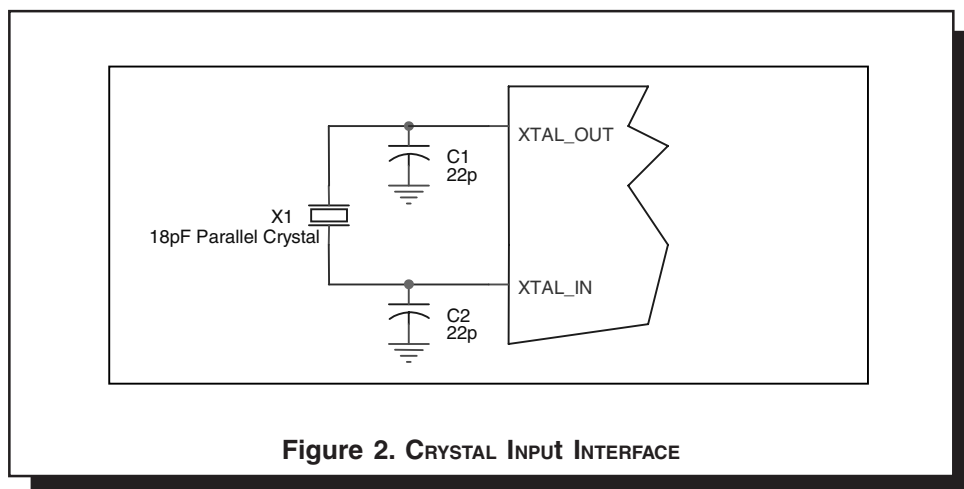 XTAL_OUT
C1
22p
X1
18pF Parallel Crystal
XTAL_IN
C2
22p
Figure 2. CRYSTAL INPUt INTERFACE